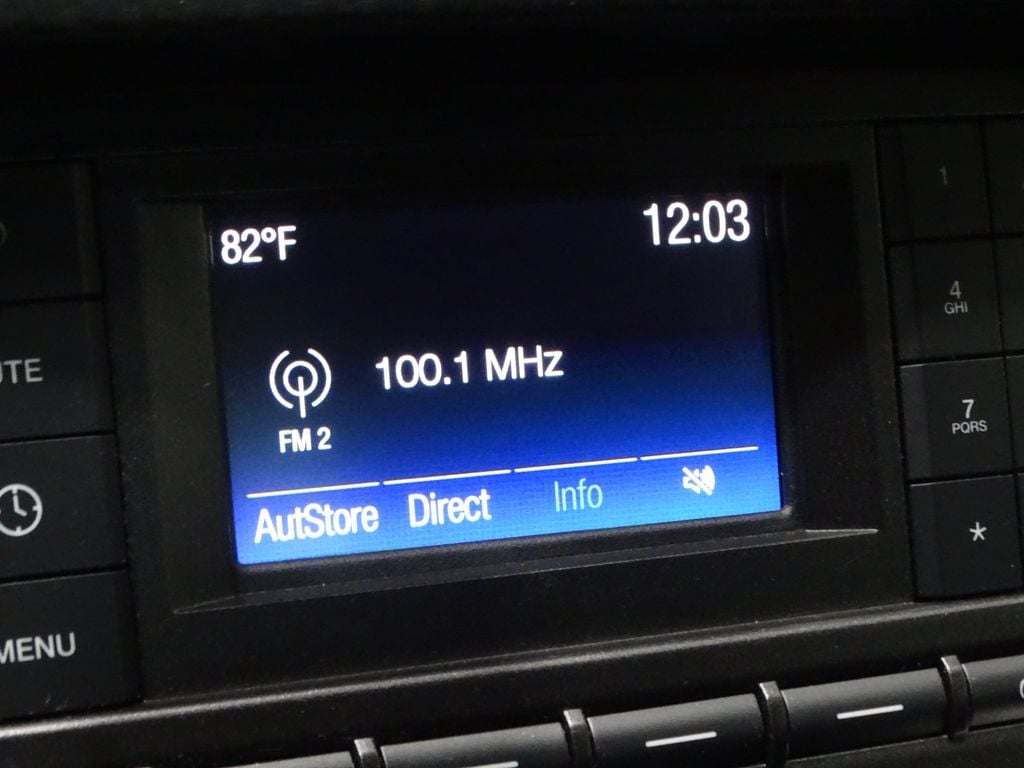 82°F
12:03
100.1 MHz
FM 2
AutStore Direct Info
UTE
MENU
1
4
GHI
7
PQRS
*